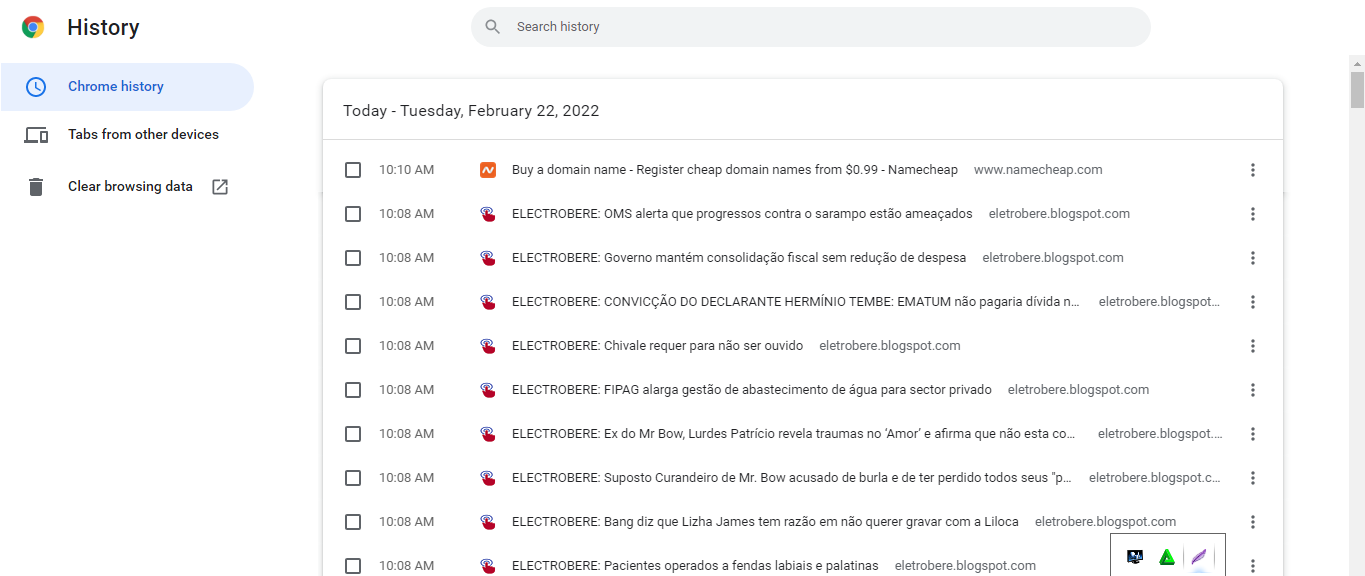 History
Search history
Chrome history
Tabs from other devices
Clear browsing data
Today - Tuesday, February 22, 2022
10:10 AM Buy a domain name - Register cheap domain names from $0.99 - Namecheap www.namecheap.com
10:08 AM ELECTROBERE: OMS alerta que progressos contra o sarampo estão ameaçados eletrobere.blogspot.com
10:08 AM ELECTROBERE: Governo mantém consolidação fiscal sem redução de despesa eletrobere.blogspot.com
10:08 AM ELECTROBERE: CONVICÇÃO DO DECLARANTE HERMÍNIO TEMBE: EMATUM não pagaria dívida n... eletrobere.blogspot...
10:08 AM ELECTROBERE: Chivale requer para não ser ouvido eletrobere.blogspot.com
10:08 AM ELECTROBERE: FIPAG alarga gestão de abastecimento de água para sector privado eletrobere.blogspot.com
10:08 AM ELECTROBERE: Ex do Mr Bow, Lurdes Patrício revela traumas no ‘Amor’ e afirma que não esta co... eletrobere.blogspot....
10:08 AM ELECTROBERE: Suposto Curandeiro de Mr. Bow acusado de burla e de ter perdido todos seus "p... eletrobere.blogspot.c...
10:08 AM ELECTROBERE: Bang diz que Lizha James tem razão em não querer gravar com a Liloca eletrobere.blogspot.com
10:08 AM ELECTROBERE: Pacientes operados a fendas labiais e palatinas eletrobere.blogspot.com